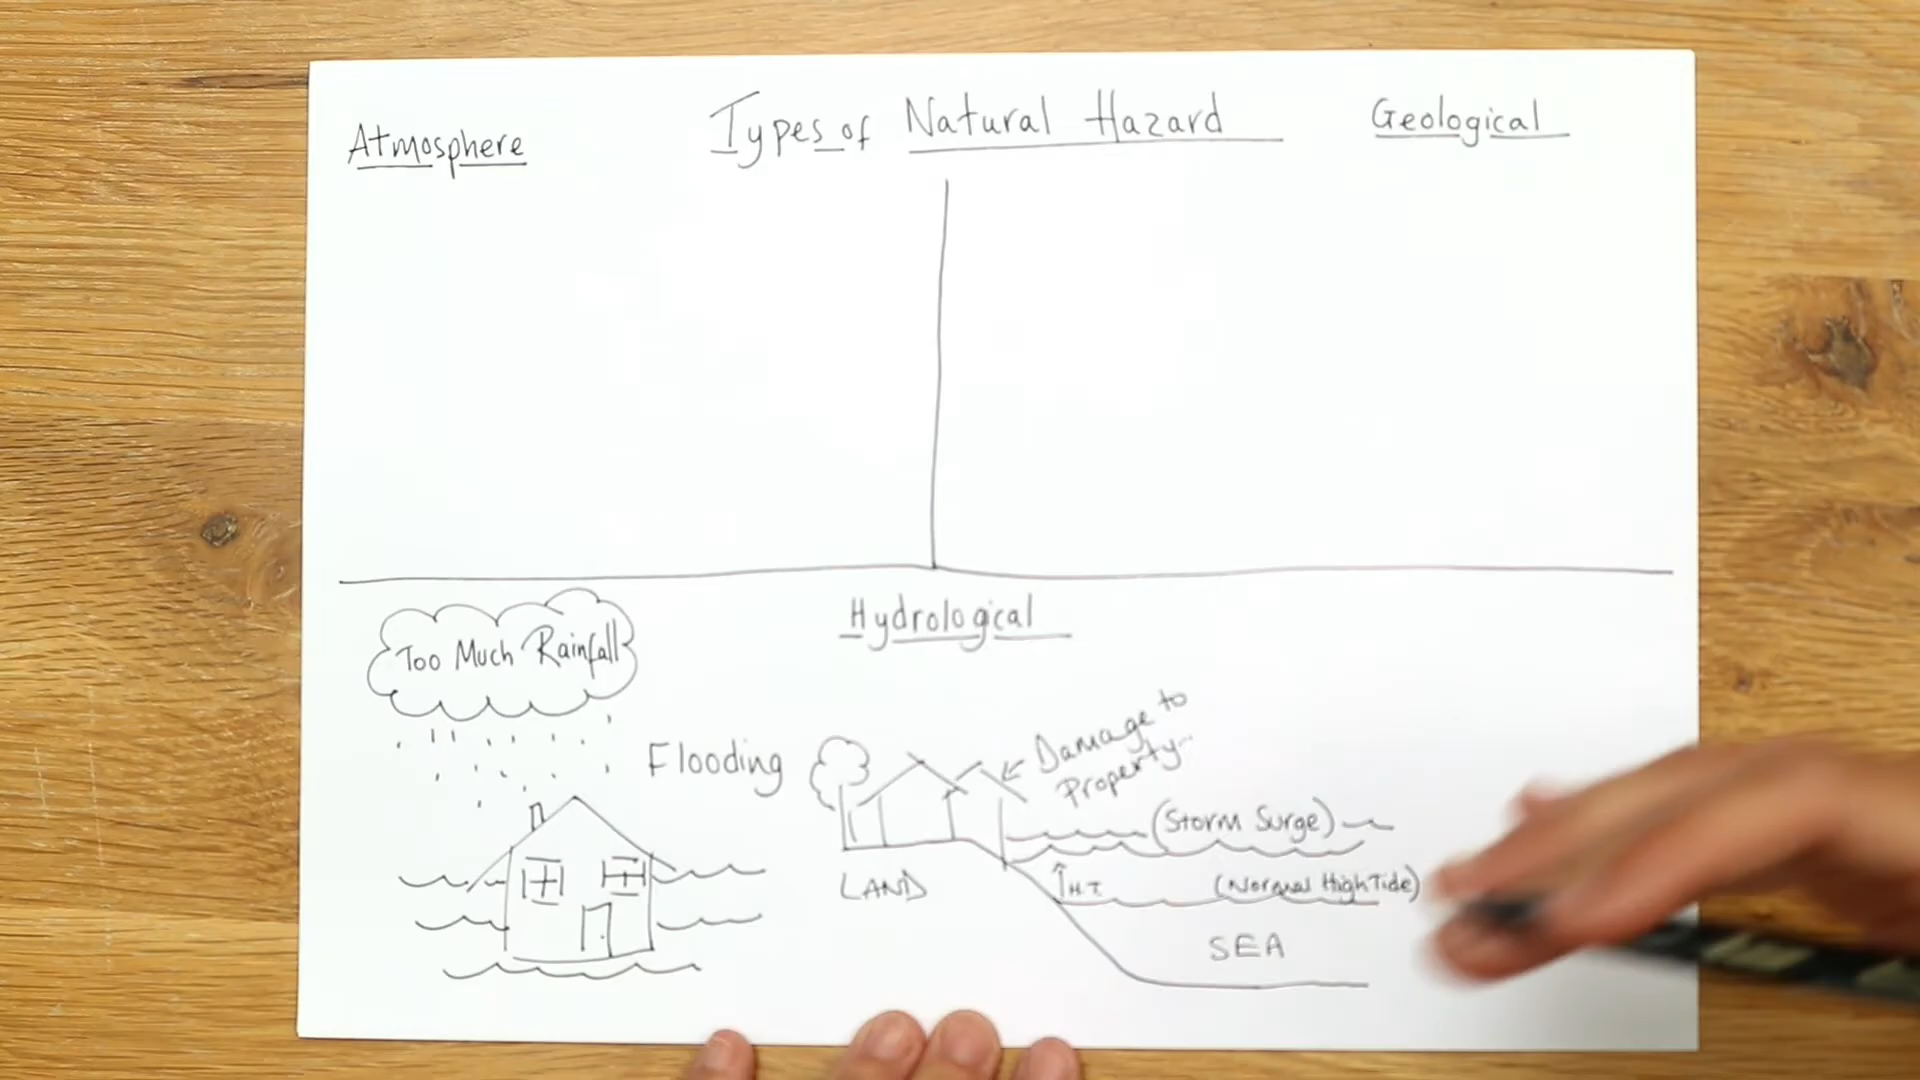 Types of Natural Hazard
Atmosphere
Geological
Hydrological
Too Much Rainfall
Flooding
Damage to
Property...
(Storm Surge)
H.T.
(Normal High Tide)
LAND
SEA